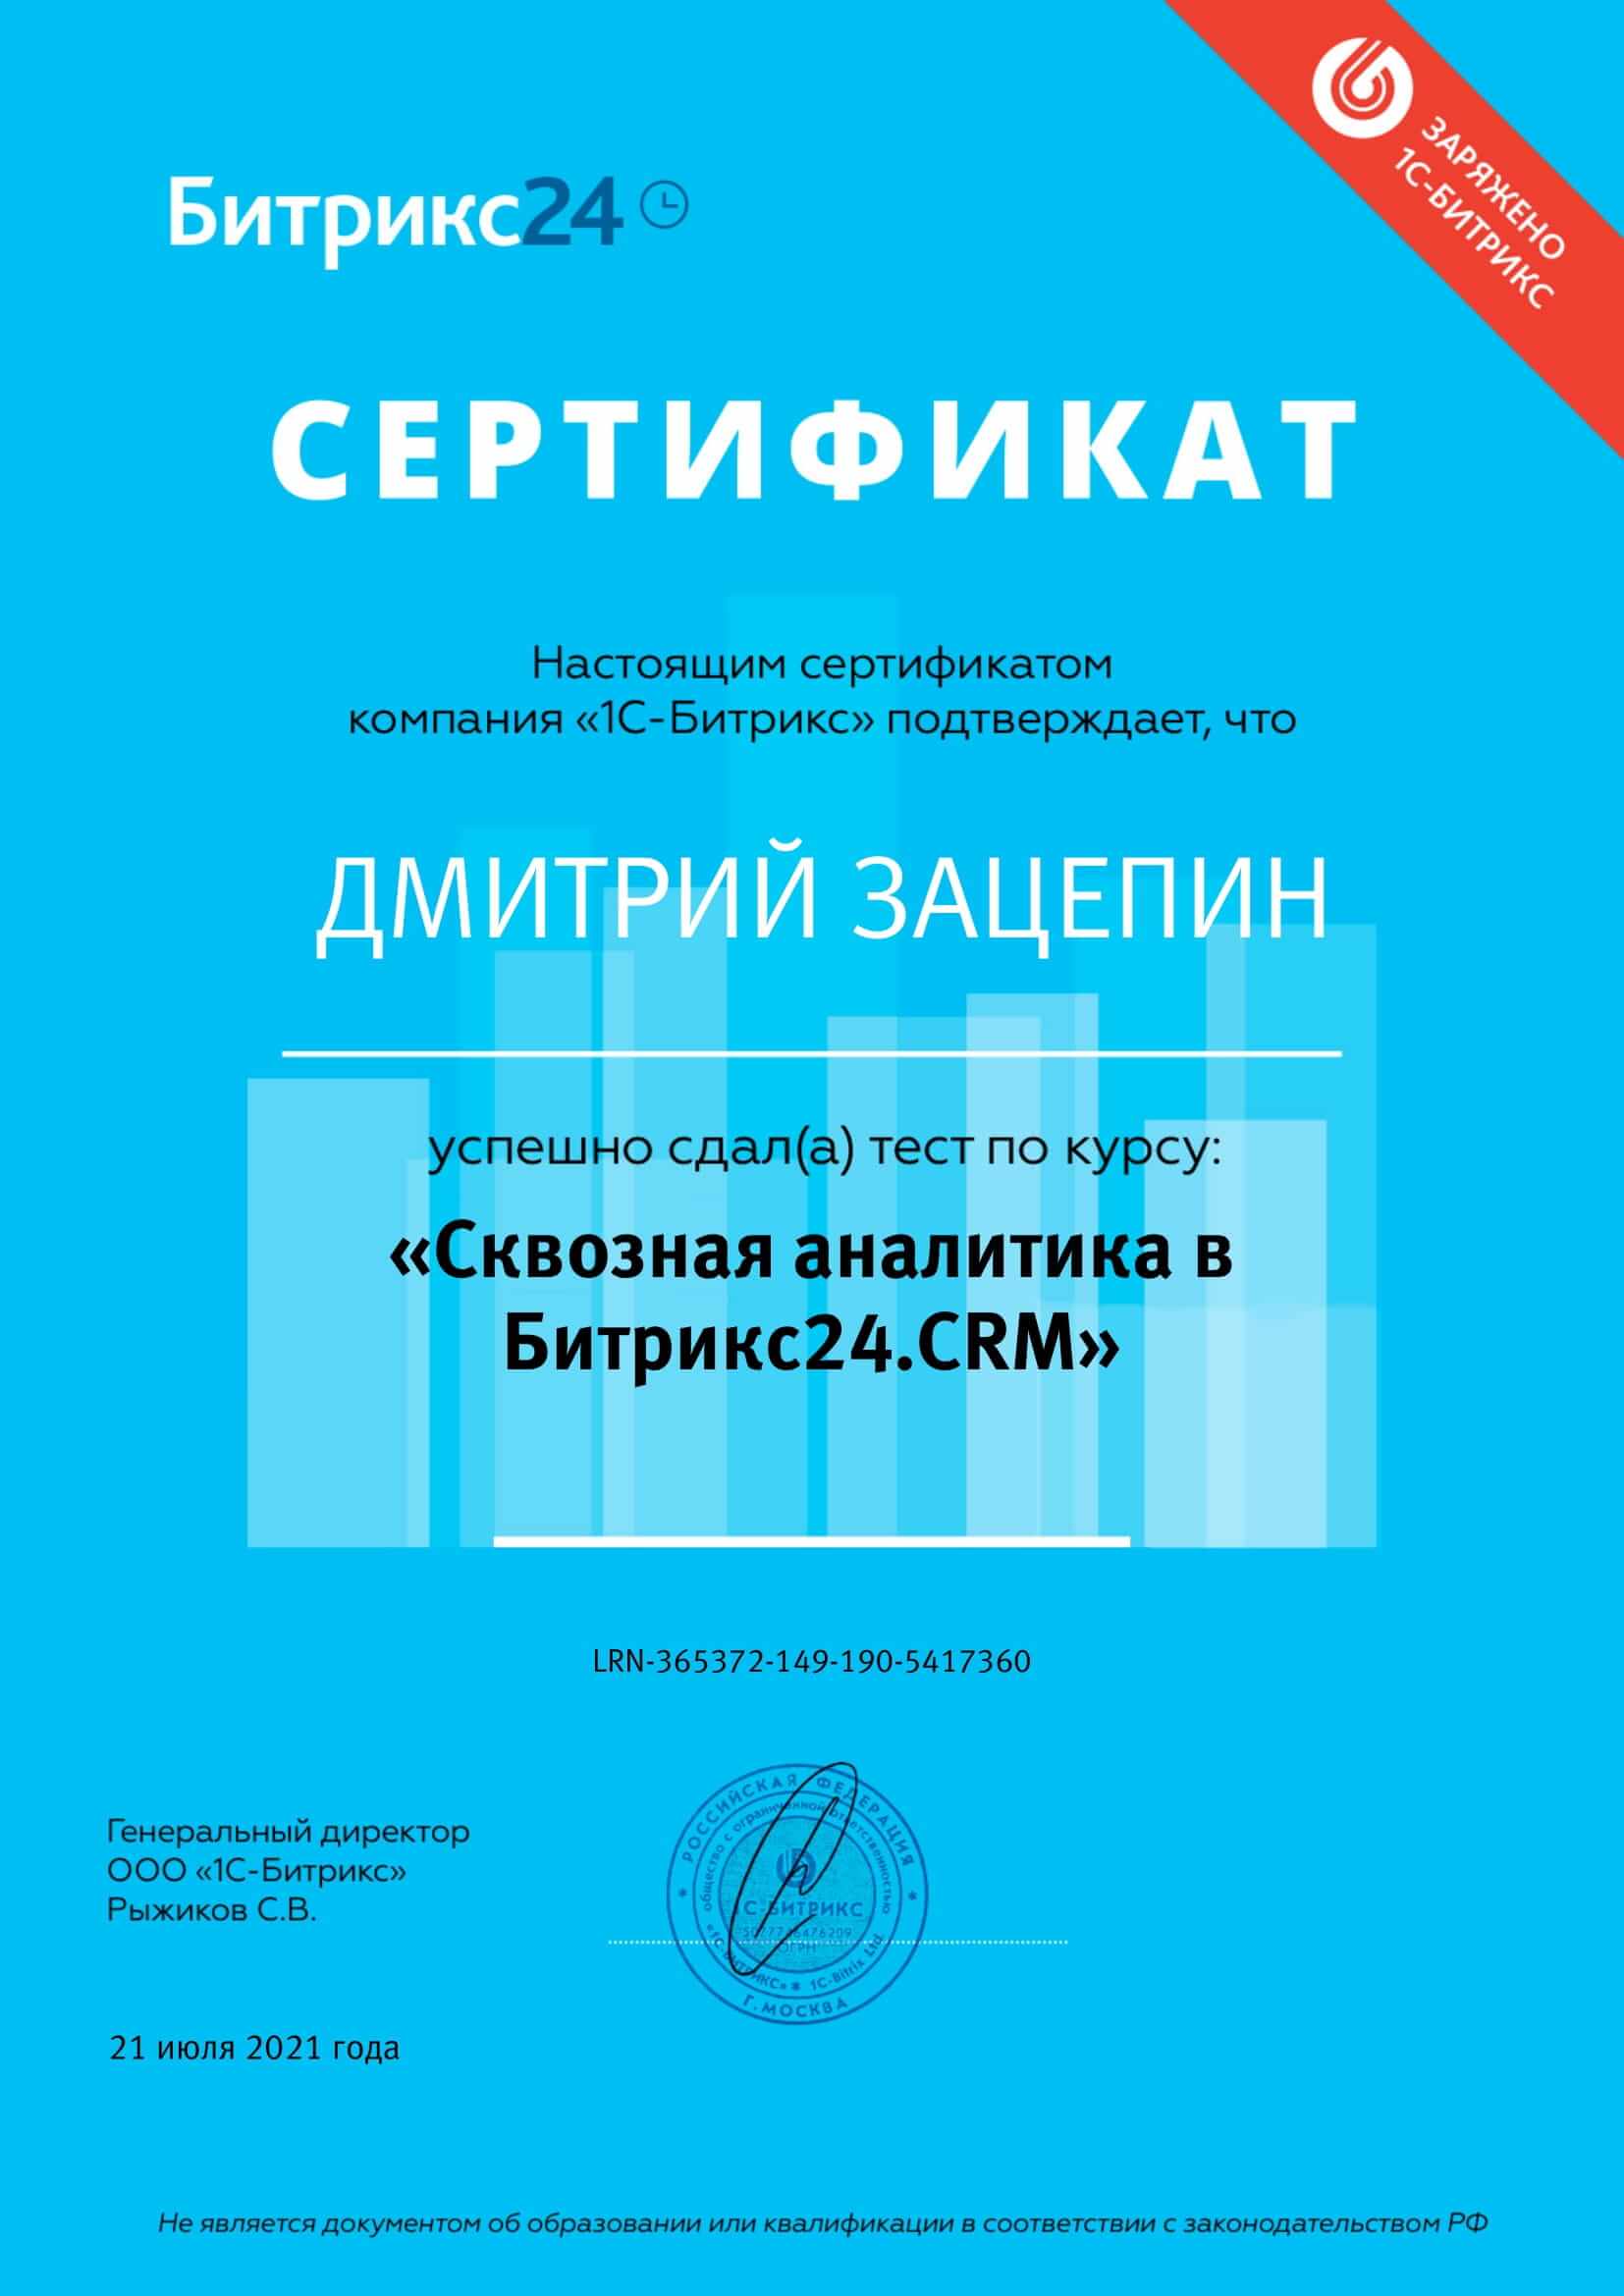 ЗАРЯЖЕНО
1С-БИТРИКС
Битрикс24
СЕРТИФИКАТ
Настоящим сертификатом
компания «1С-Битрикс» подтверждает, что
ДМИТРИЙ ЗАЦЕПИН
успешно сдал(а) тест по курсу:
«Сквозная аналитика в
Битрикс24.CRM»
LRN-365372-149-190-5417360
Генеральный директор
ООО «1С-Битрикс»
Рыжиков С.В.
РОССИЙСКАЯ ФЕДЕРАЦИЯ
общество с ограниченной ответственностью
1С-БИТРИКС
ОГРН
«1С-БИТРИКС» * 1C-Bitrix Ltd.
Г. МОСКВА
21 июля 2021 года
Не является документом об образовании или квалификации в соответствии с законодательством РФ